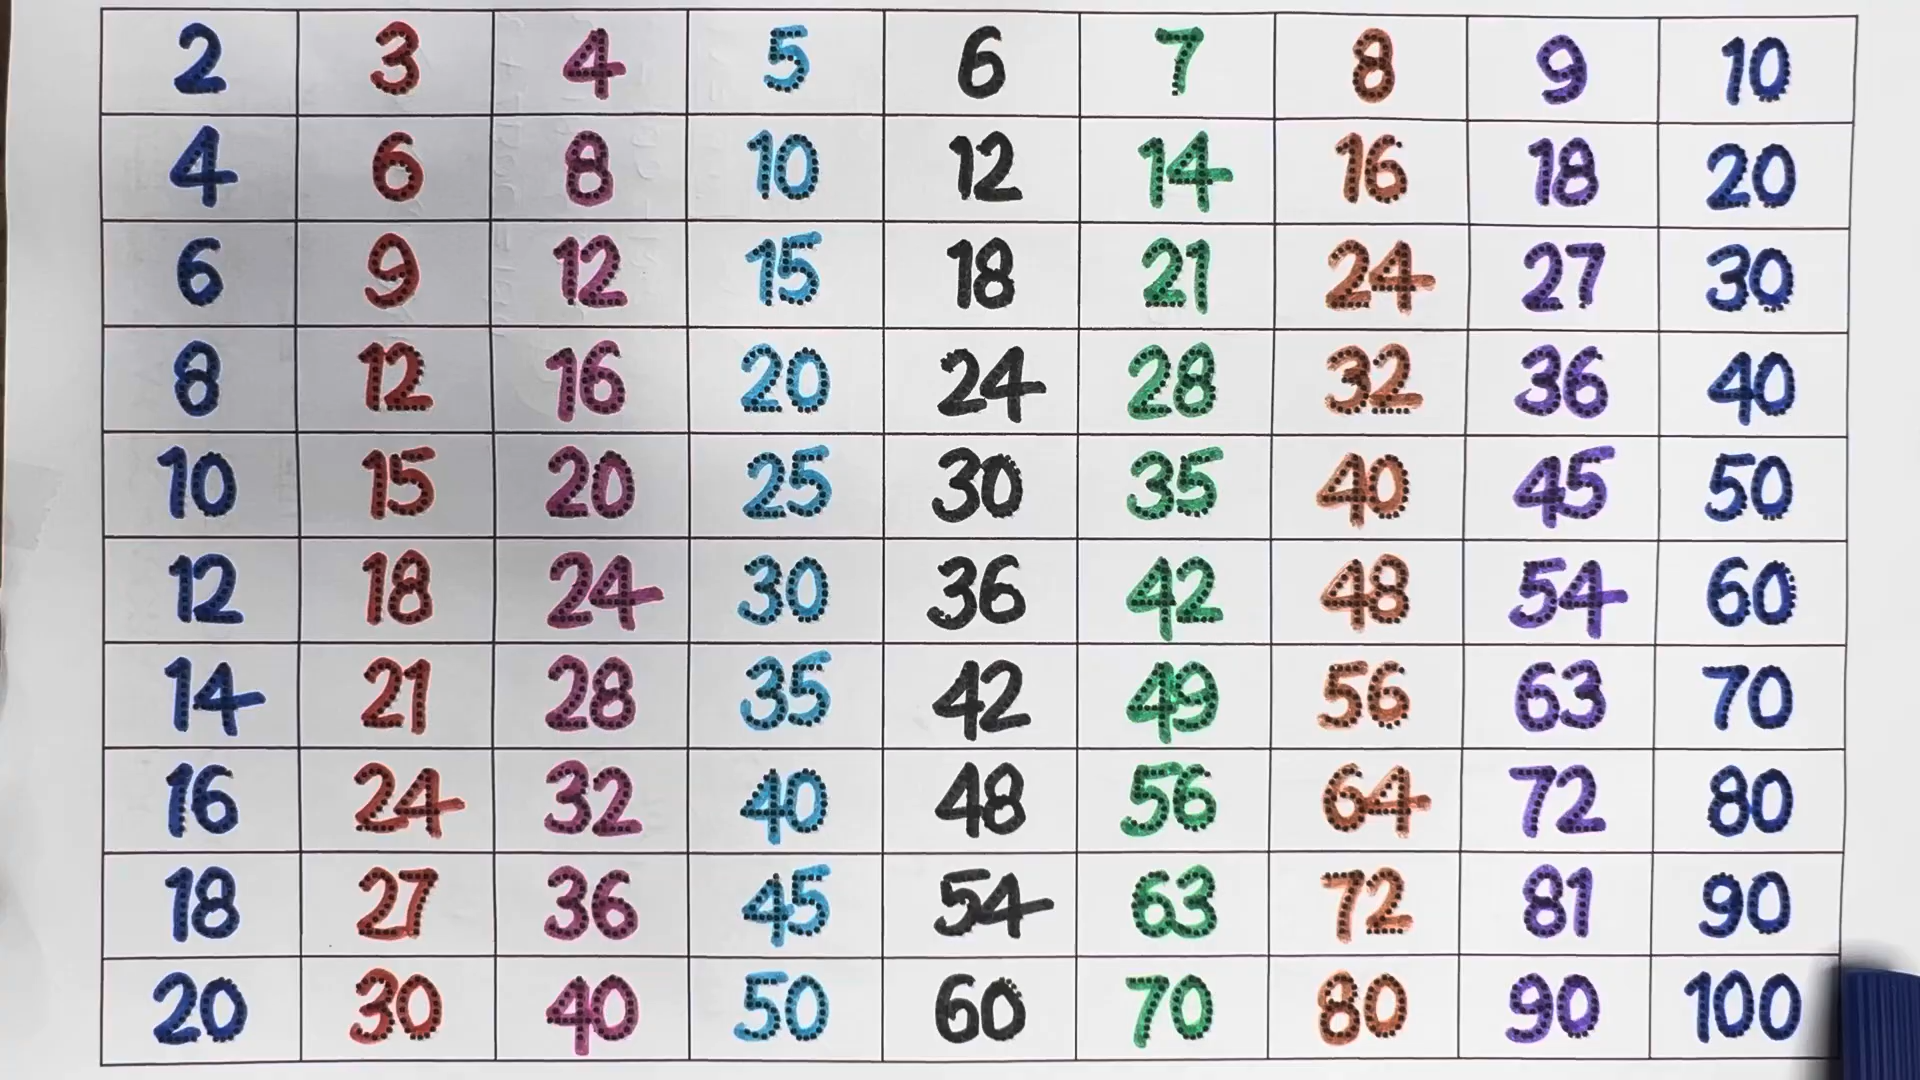 2 3 4 5 6 7 8 9 10
4 6 8 10 12 14 16 18 20
6 9 12 15 18 21 24 27 30
8 12 16 20 24 28 32 36 40
10 15 20 25 30 35 40 45 50
12 18 24 30 36 42 48 54 60
14 21 28 35 42 49 56 63 70
16 24 32 40 48 56 64 72 80
18 27 36 45 54 63 72 81 90
20 30 40 50 60 70 80 90 100